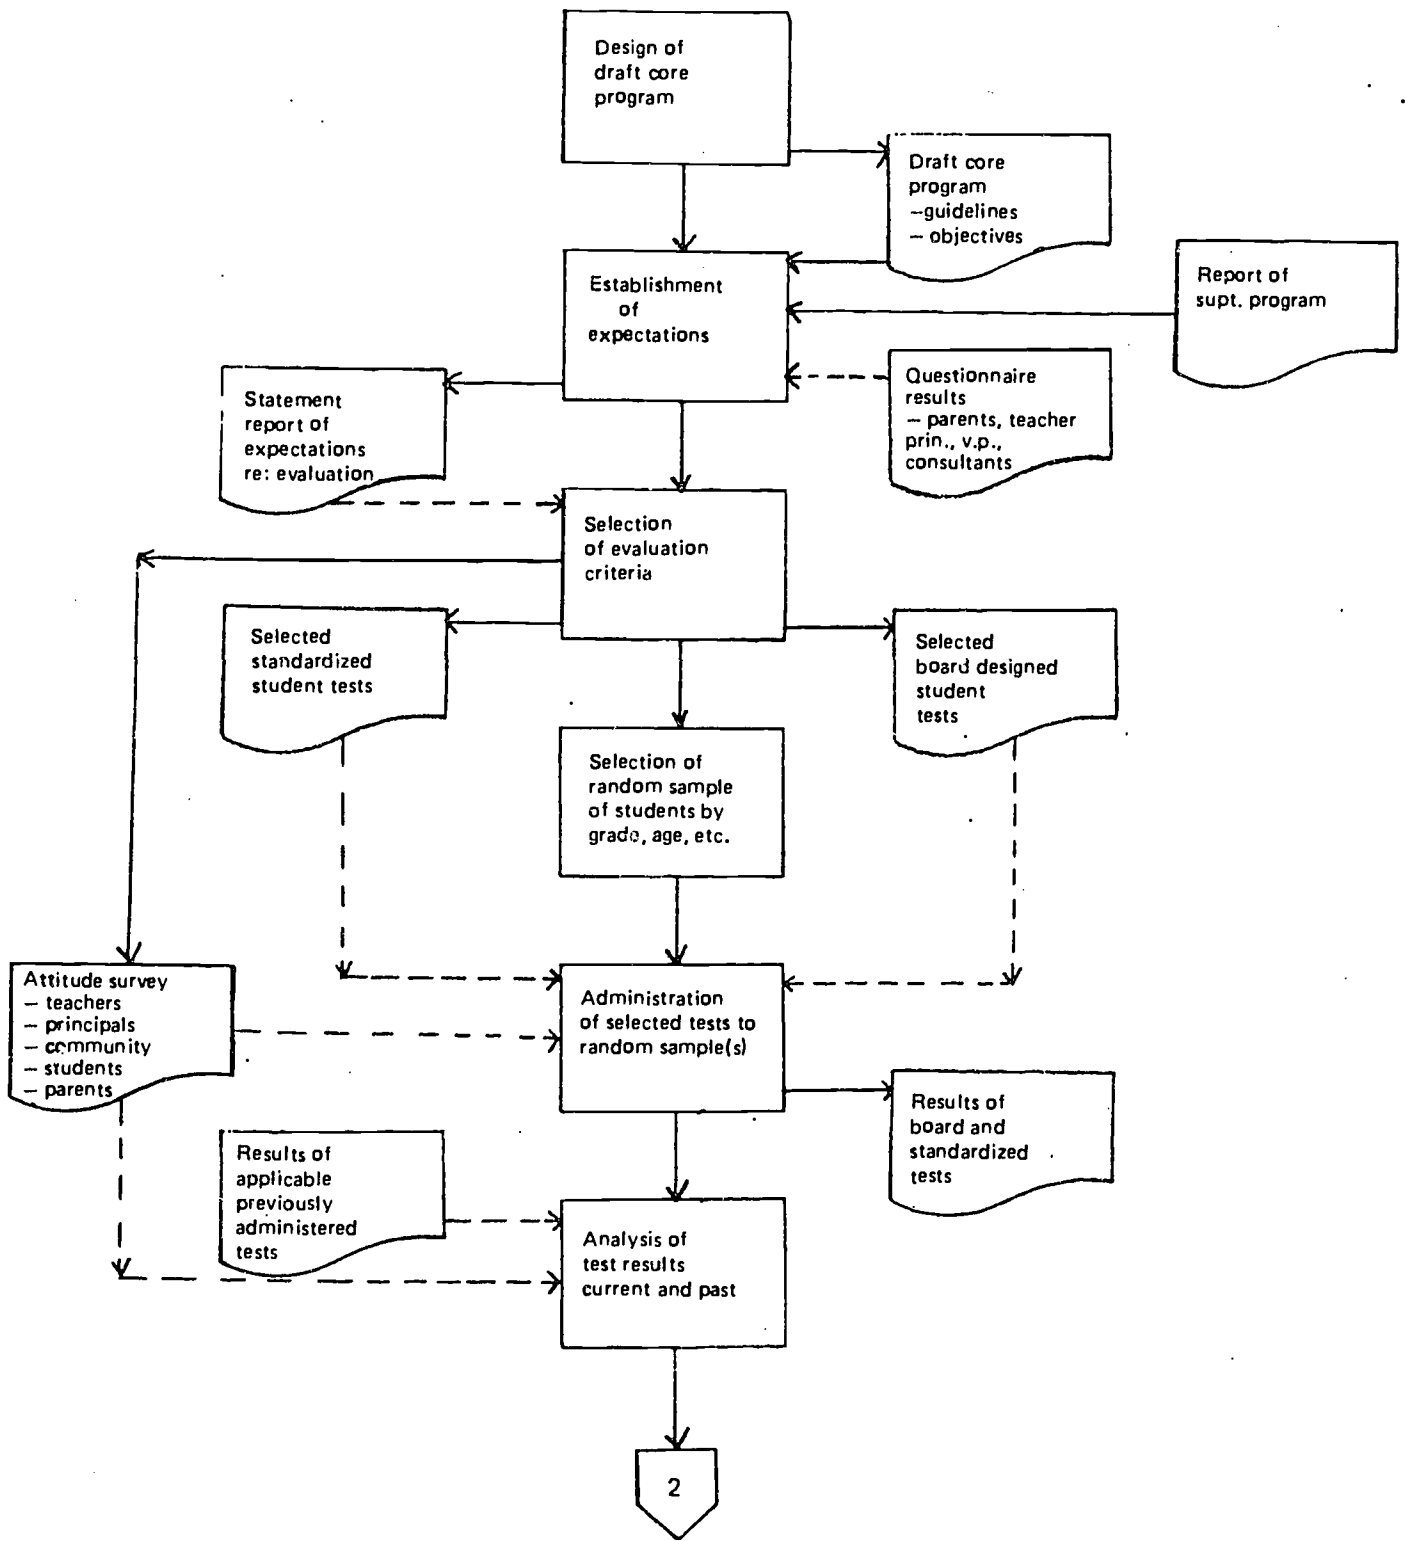 Design of
draft core
program
Draft core
program
–guidelines
– objectives
Report of
supt. program
Establishment
of
expectations
Questionnaire
results
– parents, teacher
prin., v.p.,
consultants
Statement
report of
expectations
re: evaluation
Selection
of evaluation
criteria
Selected
standardized
student tests
Selected
board designed
student
tests
Selection of
random sample
of students by
grade, age, etc.
Attitude survey
– teachers
– principals
– community
– students
– parents
Administration
of selected tests to
random sample(s)
Results of
board and
standardized
tests
Results of
applicable
previously
administered
tests
Analysis of
test results
current and past
2